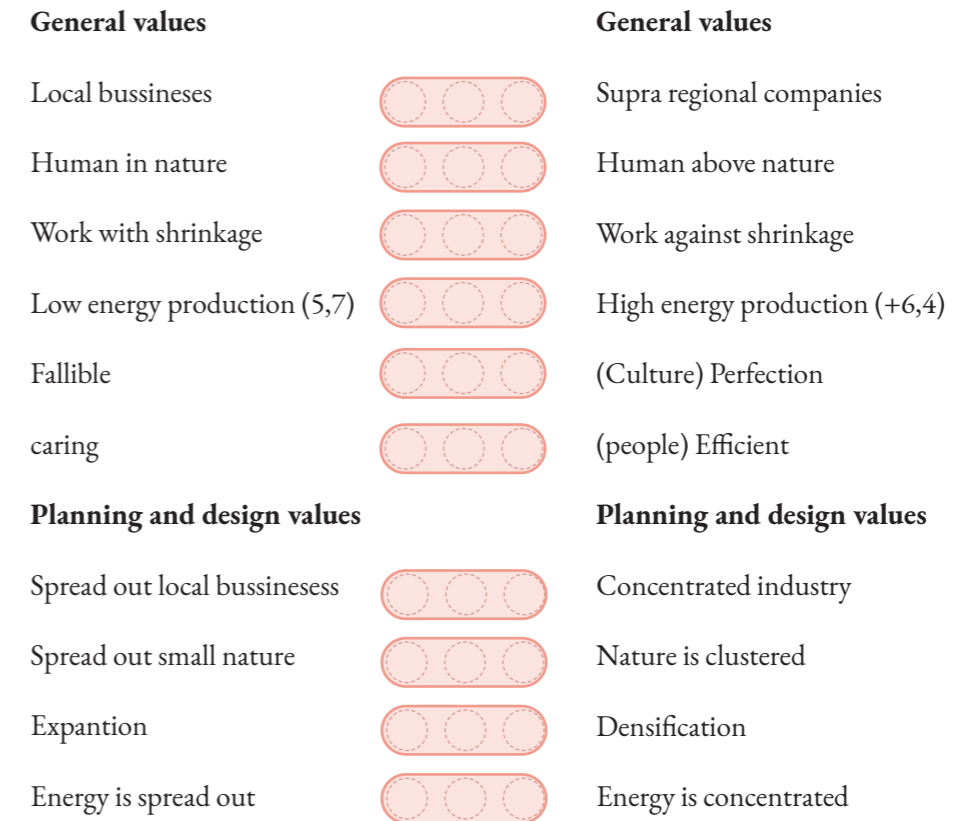 General values
General values
Local bussineses
Supra regional companies
Human in nature
Human above nature
Work with shrinkage
Work against shrinkage
Low energy production (5,7)
High energy production (+6,4)
Fallible
(Culture) Perfection
caring
(people) Efficient
Planning and design values
Planning and design values
Spread out local bussinesess
Concentrated industry
Spread out small nature
Nature is clustered
Expantion
Densification
Energy is spread out
Energy is concentrated